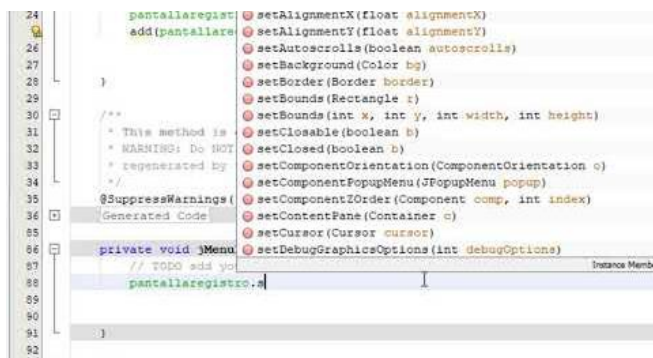 24 pantallaregist
add(pantallare
26
27
28 }
29
30 /**
31 * This method is
32 * WARNING: Do NOT
33 * regenerated by
34 */
35 @SuppressWarnings(
36 Generated Code
85
86 private void jMenu
87 // TODO add you
88 pantallaregistro.s
89
90
91 }
92
setAlignmentX(float alignmentX)
setAlignmentY(float alignmentY)
setAutoscrolls(boolean autoscrolls)
setBackground(Color bg)
setBorder(Border border)
setBounds(Rectangle r)
setBounds(int x, int y, int width, int height)
setClosable(boolean b)
setClosed(boolean b)
setComponentOrientation(ComponentOrientation o)
setComponentPopupMenu(JPopupMenu popup)
setComponentZOrder(Component comp, int index)
setContentPane(Container c)
setCursor(Cursor cursor)
setDebugGraphicsOptions(int debugOptions)
Instance Membe